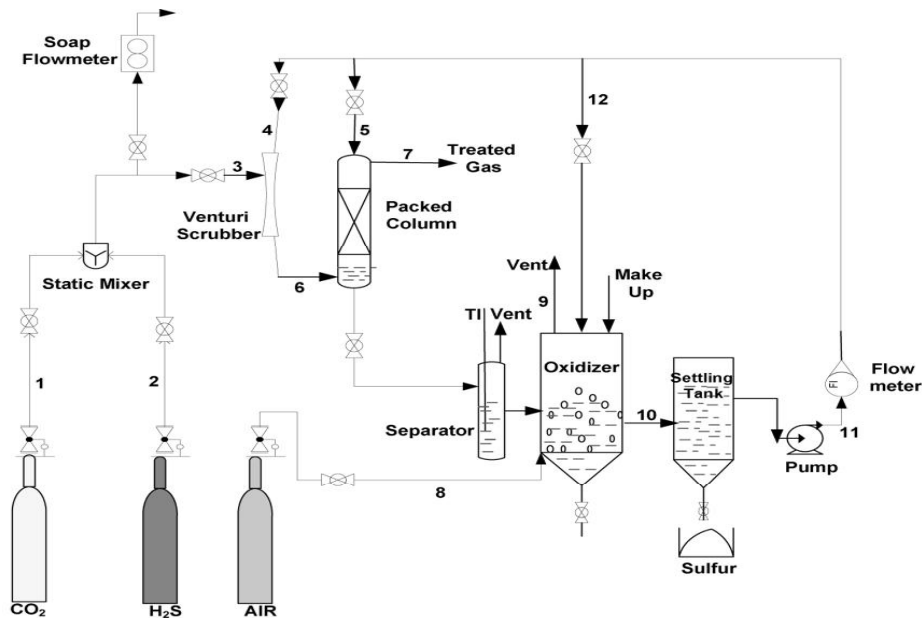 Soap
Flowmeter
12
4
5
7
Treated
Gas
3
Packed
Column
Venturi
Scrubber
6
Static Mixer
Vent
9
Make
Up
TI Vent
1
2
Oxidizer
Settling
Tank
FI
Flow
meter
Separator
10
11
Pump
8
Sulfur
CO₂
H₂S
AIR